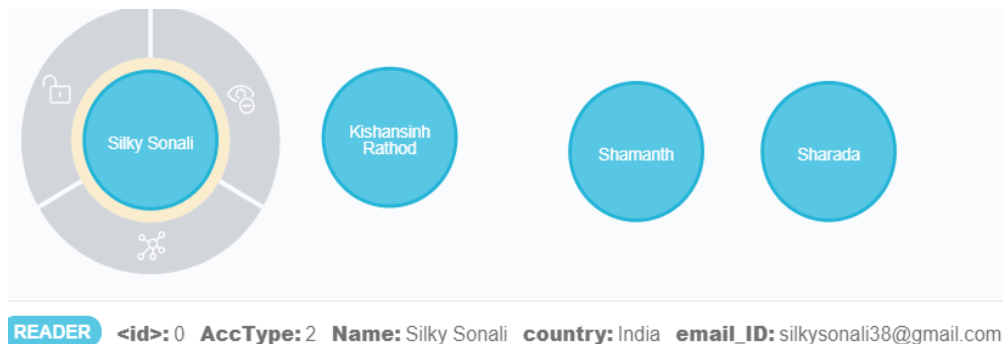 Silky Sonali
Kishansinh
Rathod
Shamanth
Sharada
READER <id>: 0 AccType: 2 Name: Silky Sonali country: India email_ID: silkysonali38@gmail.com